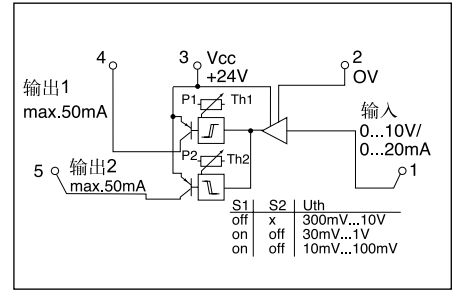 4
3 Vcc
+24V
2
OV
输出1
max.50mA
P1 Th1
输入
0...10V/
0...20mA
P2 Th2
5 输出2
max.50mA
1
S1 S2 Uth
off x 300mV...10V
on off 30mV...1V
on off 10mV...100mV